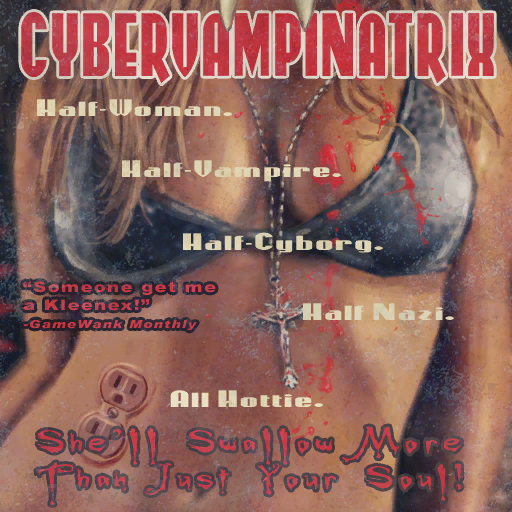 CYBERVAMPINATRIX
Half-Woman.
Half-Vampire.
Half-Cyborg.
"Someone get me
a Kleenex!"
-GameWank Monthly
Half Nazi.
All Hottie.
She'll Swallow More
Than Just Your Soul!